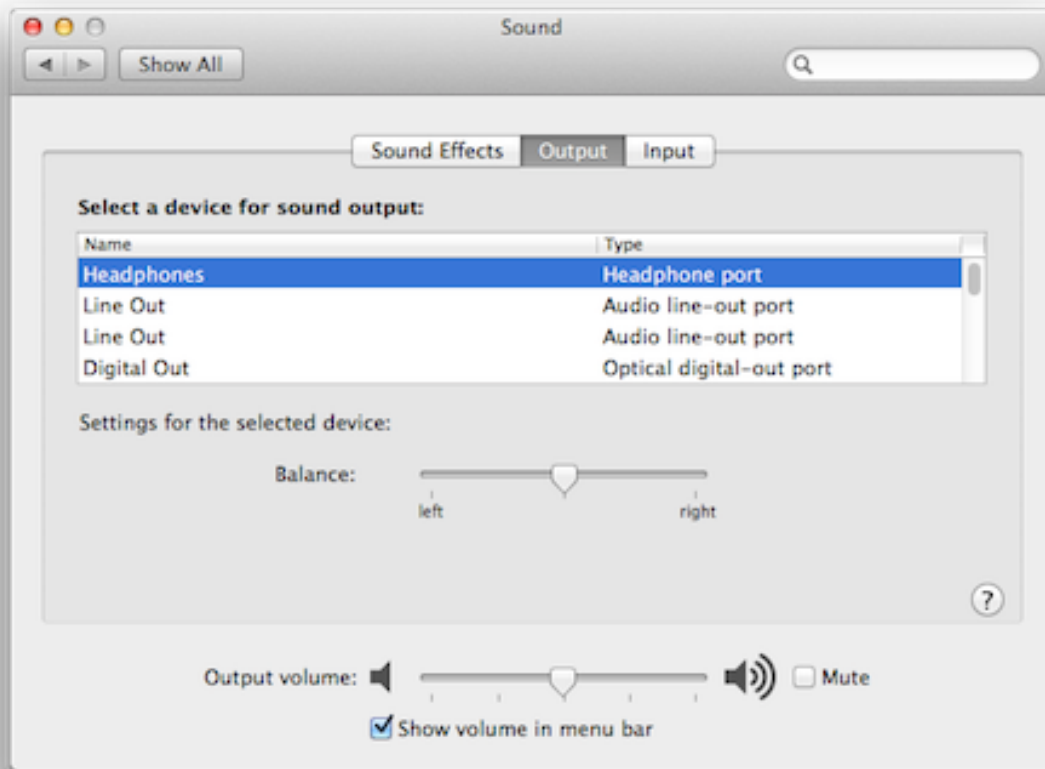 Sound
Show All
Sound Effects Output Input
Select a device for sound output:
Name Type
Headphones Headphone port
Line Out Audio line-out port
Line Out Audio line-out port
Digital Out Optical digital-out port
Settings for the selected device:
Balance:
left right
?
Output volume: Mute
Show volume in menu bar